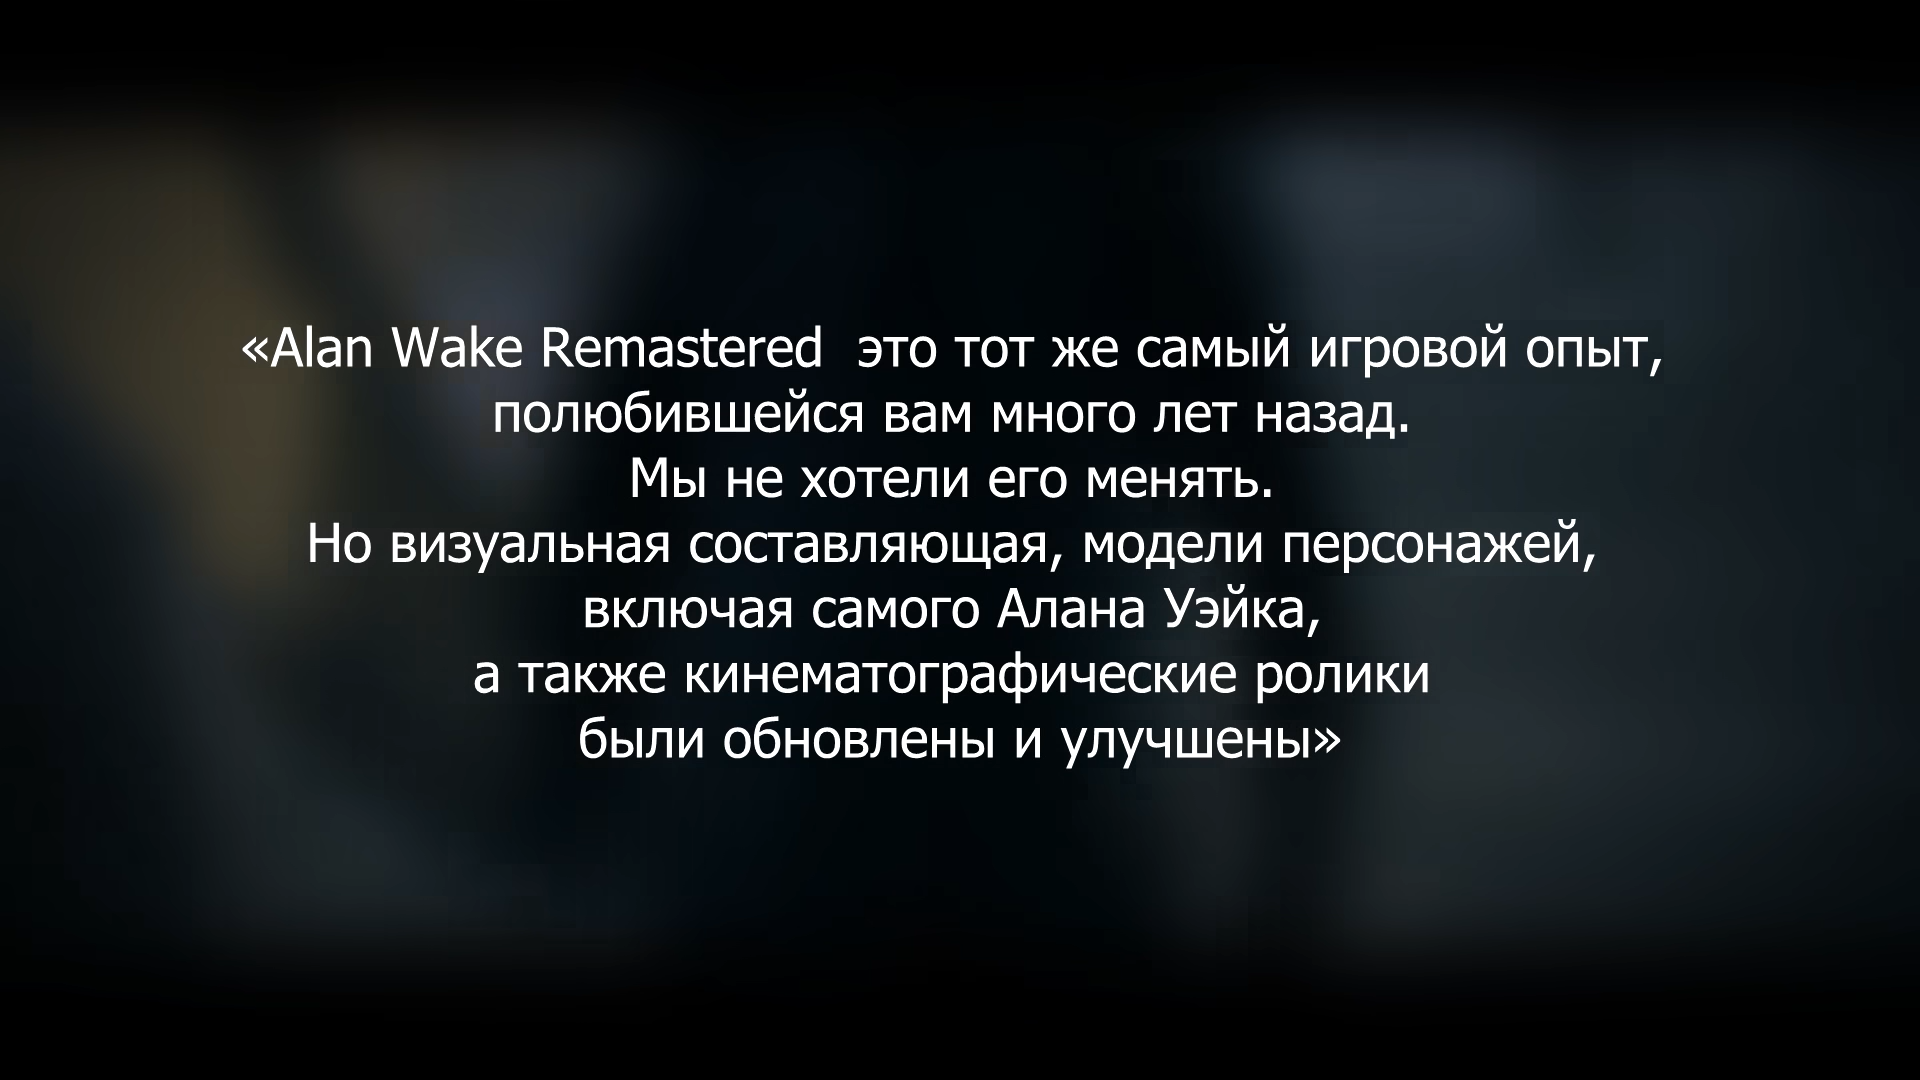 «Alan Wake Remastered  это тот же самый игровой опыт,
полюбившейся вам много лет назад.
Мы не хотели его менять.
Но визуальная составляющая, модели персонажей,
включая самого Алана Уэйка,
а также кинематографические ролики
были обновлены и улучшены»